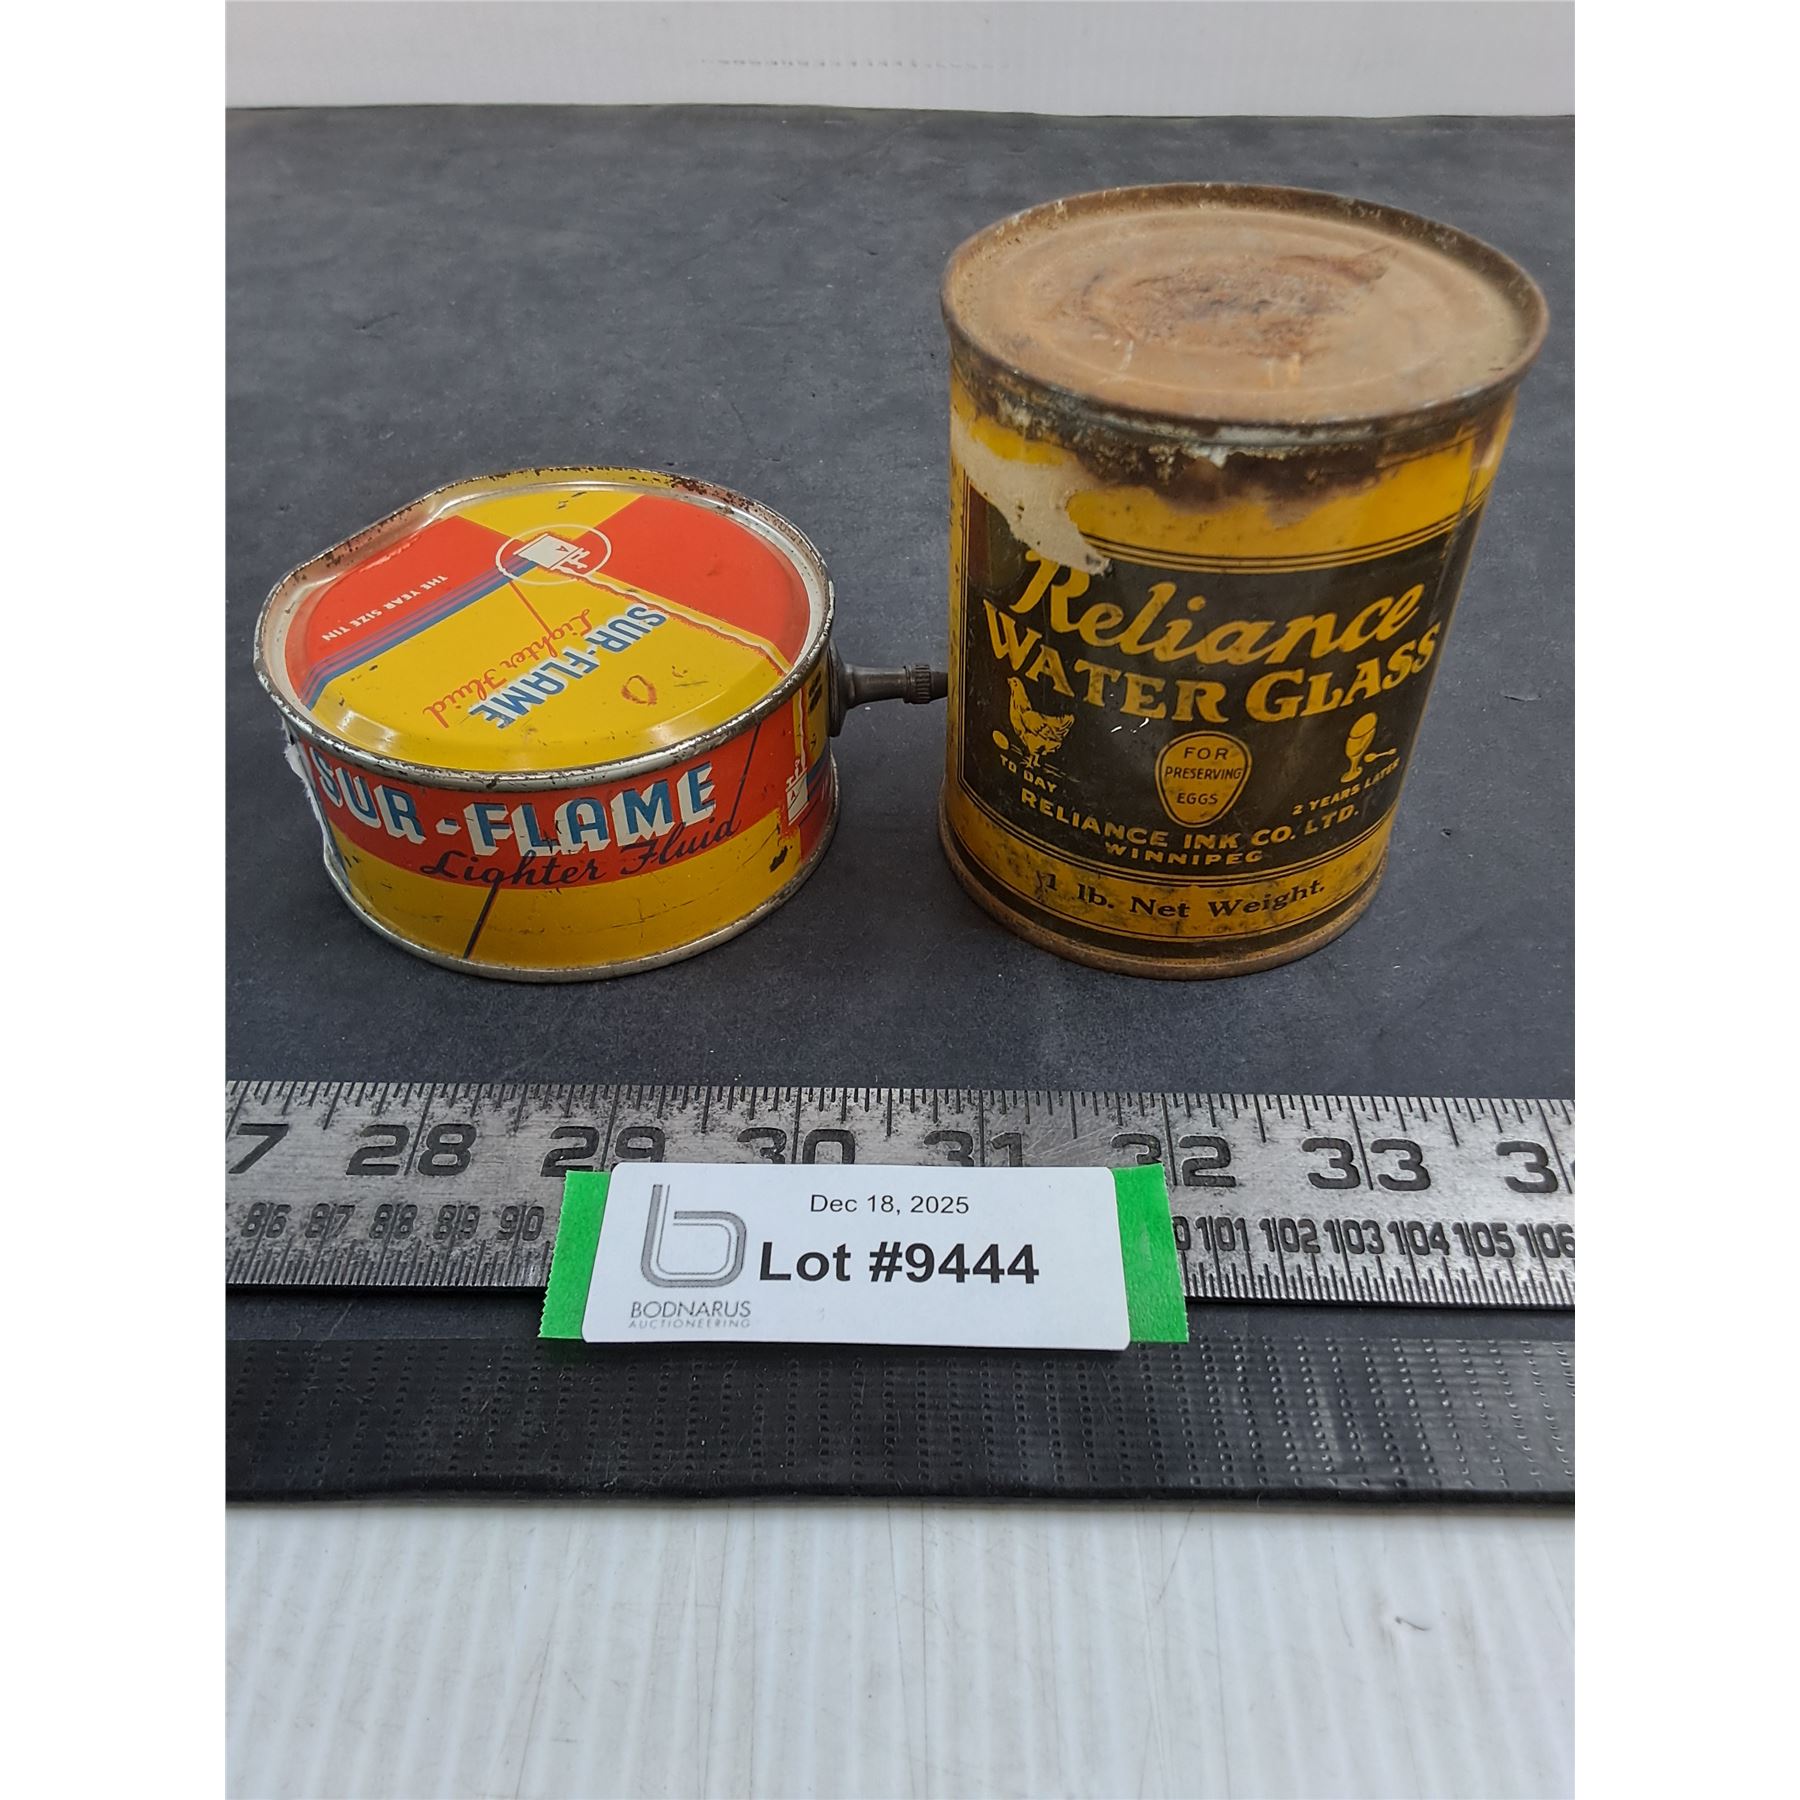 THE YEAR SIZE TIN
SUR-FLAME
Lighter Fluid
SUR-FLAME
Lighter Fluid
Reliance
WATER GLASS
TO DAY
FOR
PRESERVING
EGGS
2 YEARS LATER
RELIANCE INK CO. LTD.
WINNIPEG
1 lb. Net Weight.
28 29 30 31 32 33
86 87 88 89 90 101 102 103 104 105 106
Dec 18, 2025
Lot #9444
BODNARUS
AUCTIONEERING